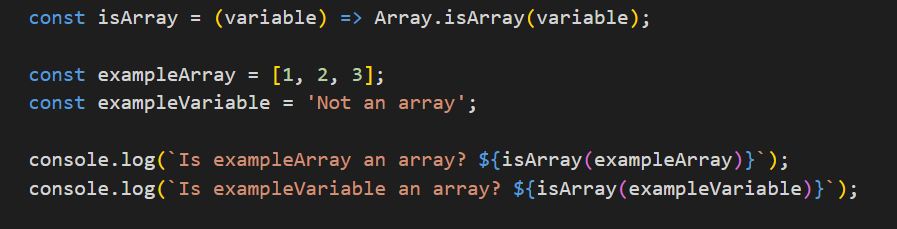 const isArray = (variable) => Array.isArray(variable);
const exampleArray = [1, 2, 3];
const exampleVariable = 'Not an array';
console.log(`Is exampleArray an array? ${isArray(exampleArray)}`);
console.log(`Is exampleVariable an array? ${isArray(exampleVariable)}`);